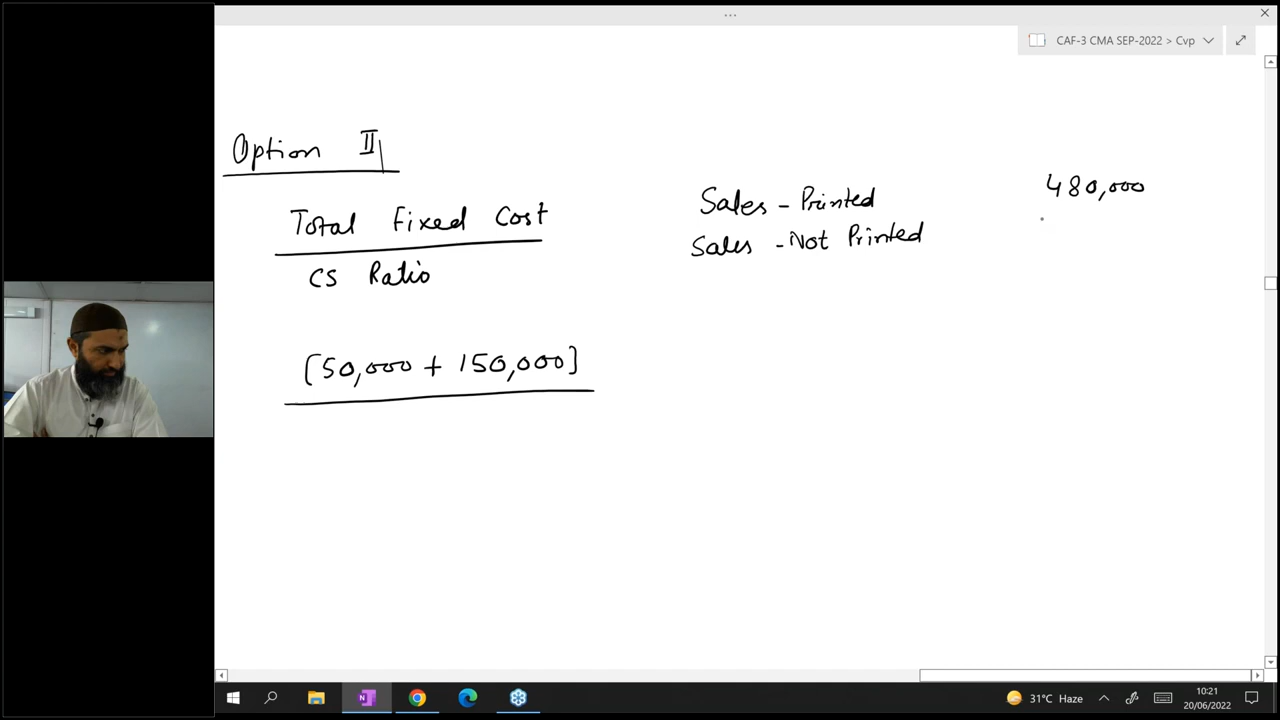 CAF-3 CMA SEP-2022 > Cvp
Option II
Total Fixed Cost
CS Ratio
[50,000 + 150,000]
Sales - Printed 480,000
Sales - Not Printed
31°C Haze
10:21
20/06/2022